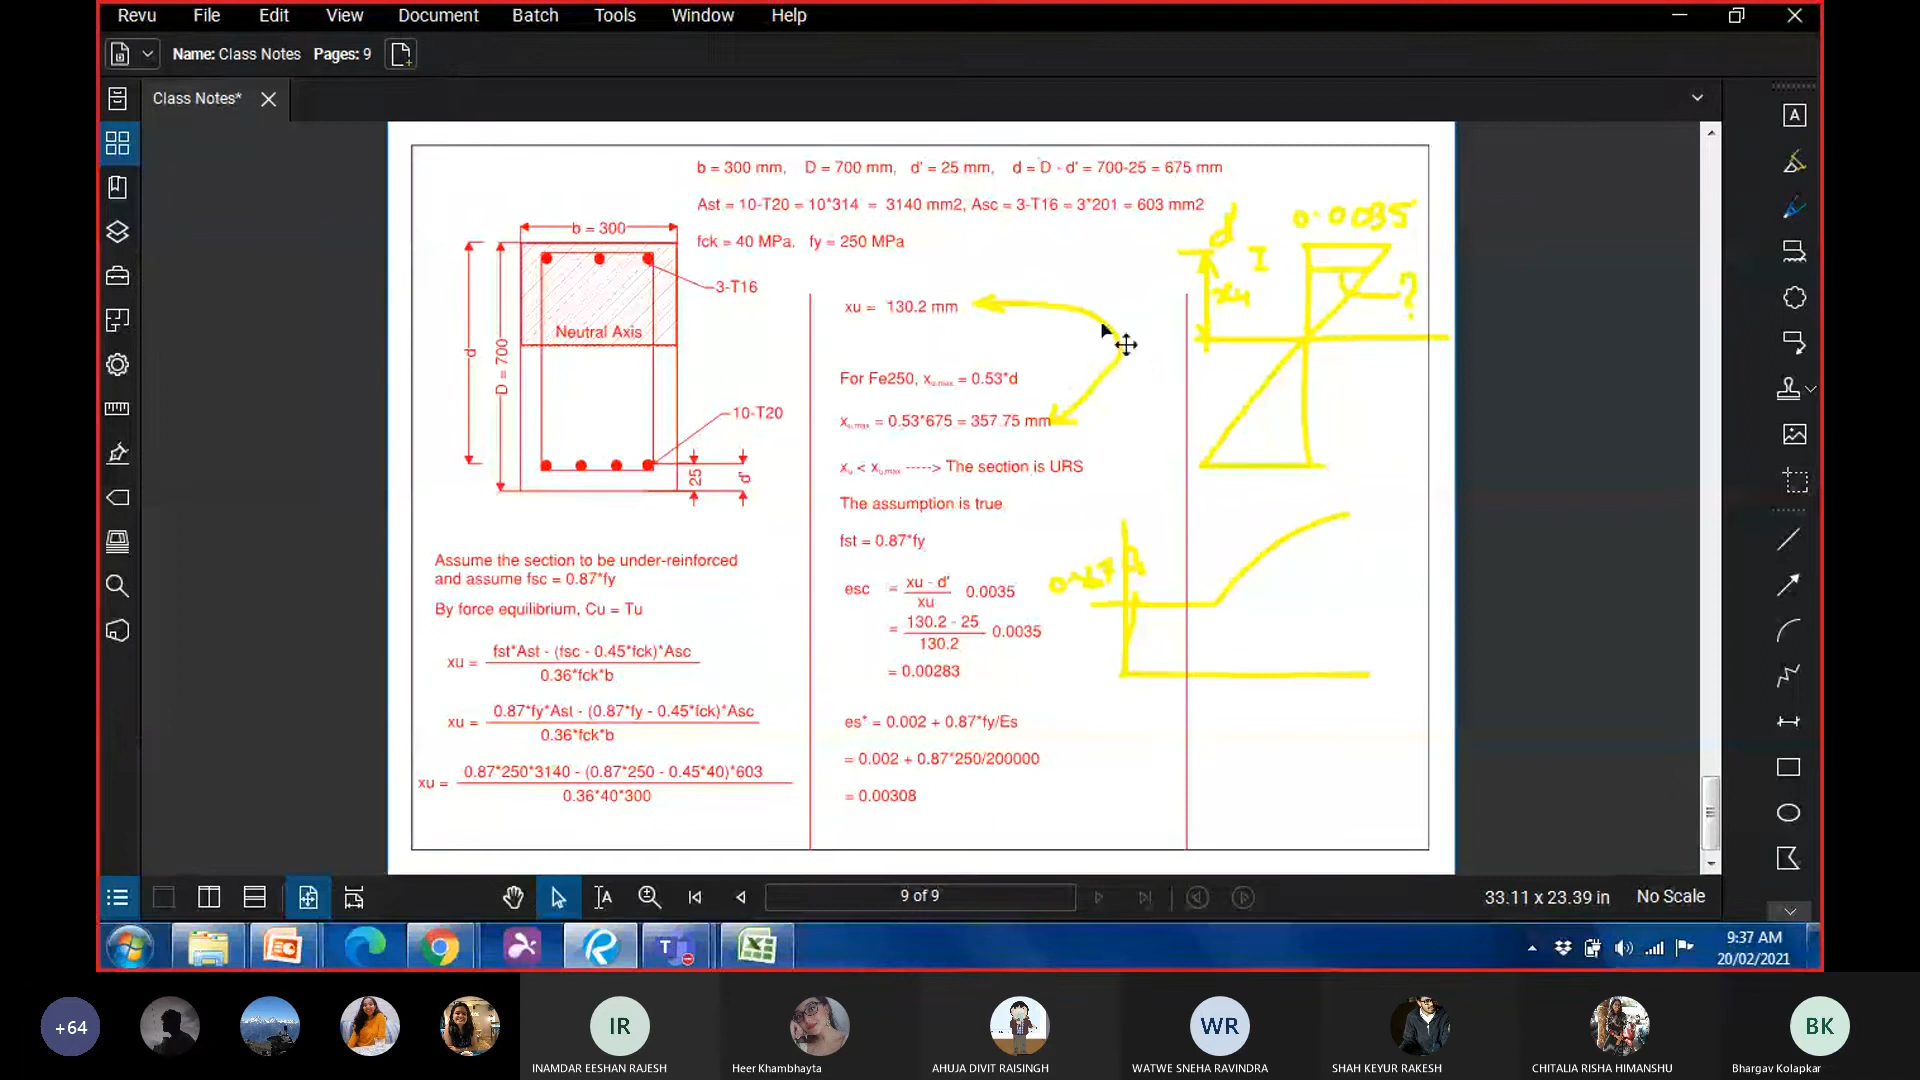 Revu File Edit View Document Batch Tools Window Help
Name: Class Notes Pages: 9
Class Notes*
b = 300 mm, D = 700 mm, d' = 25 mm, d = D - d' = 700-25 = 675 mm
Ast = 10-T20 = 10*314 = 3140 mm2, Asc = 3-T16 = 3*201 = 603 mm2
fck = 40 MPa, fy = 250 MPa
b = 300
3-T16
Neutral Axis
d
D = 700
10-T20
25
d'
Assume the section to be under-reinforced
and assume fsc = 0.87*fy
By force equilibrium, Cu = Tu
xu = fst*Ast - (fsc - 0.45*fck)*Asc
0.36*fck*b
xu = 0.87*fy*Ast - (0.87*fy - 0.45*fck)*Asc
0.36*fck*b
xu = 0.87*250*3140 - (0.87*250 - 0.45*40)*603
0.36*40*300
xu = 130.2 mm
For Fe250, xu,max = 0.53*d
xu,max = 0.53*675 = 357.75 mm
xu < xu,max -----> The section is URS
The assumption is true
fst = 0.87*fy
esc = xu - d' 0.0035
xu
= 130.2 - 25 0.0035
130.2
= 0.00283
es* = 0.002 + 0.87*fy/Es
= 0.002 + 0.87*250/200000
= 0.00308
d'
0.0035
xu
?
9 of 9
33.11 x 23.39 in No Scale
9:37 AM
20/02/2021
+64
IR
WR
BK
INAMDAR EESHAN RAJESH
Heer Khambhayta
AHUJA DIVIT RAISINGH
WATWE SNEHA RAVINDRA
SHAH KEYUR RAKESH
CHITALIA RISHA HIMANSHU
Bhargav Kolapkar